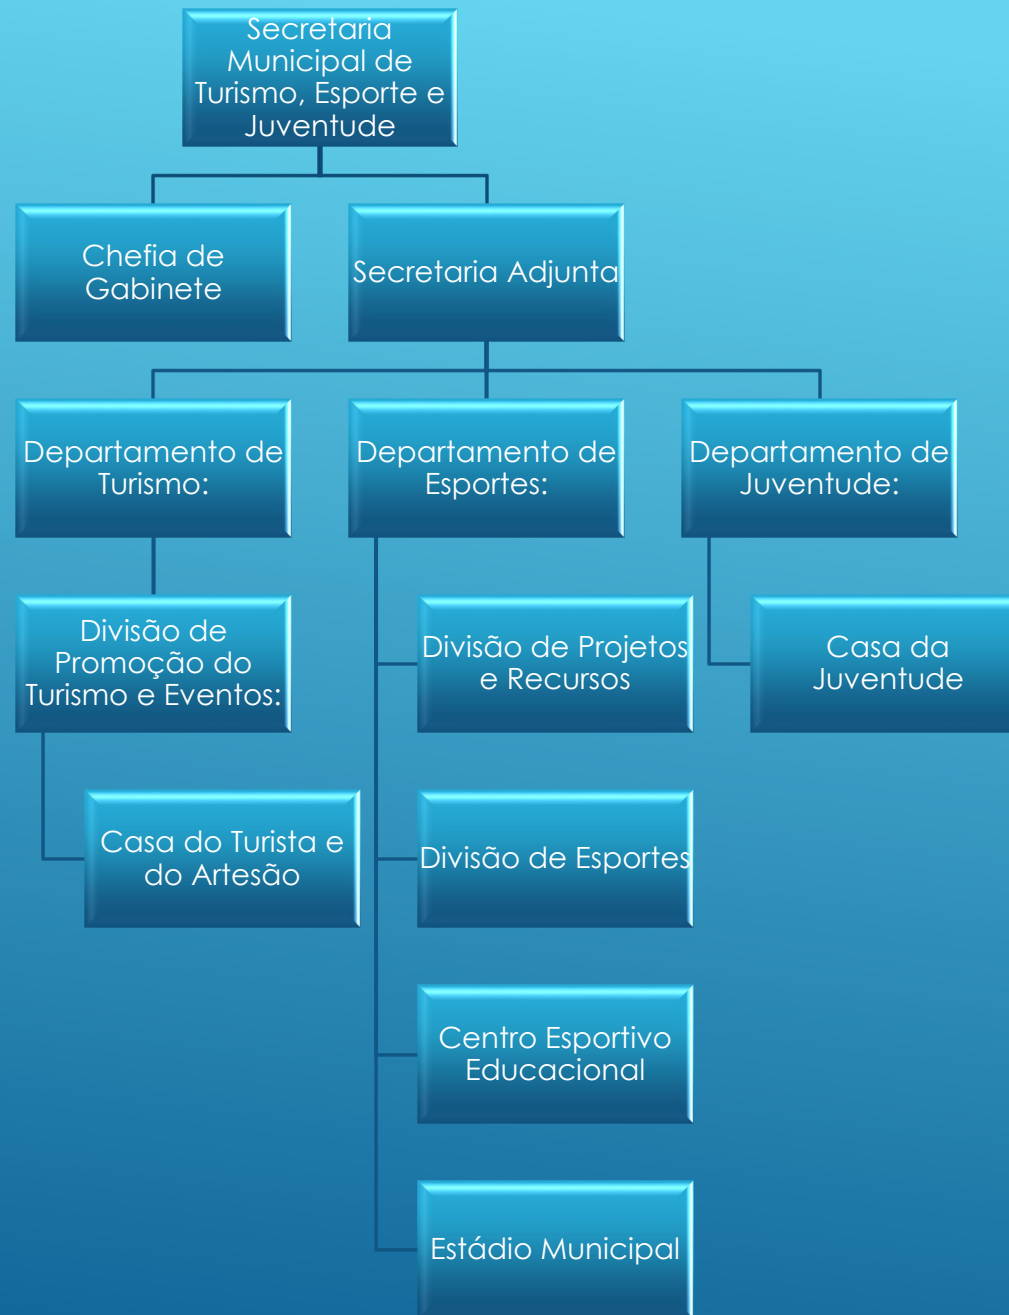 Secretaria
Municipal de
Turismo, Esporte e
Juventude
Chefia de
Gabinete
Secretaria Adjunta
Departamento de
Turismo:
Departamento de
Esportes:
Departamento de
Juventude:
Divisão de
Promoção do
Turismo e Eventos:
Divisão de Projetos
e Recursos
Casa da
Juventude
Casa do Turista e
do Artesão
Divisão de Esportes
Centro Esportivo
Educacional
Estádio Municipal